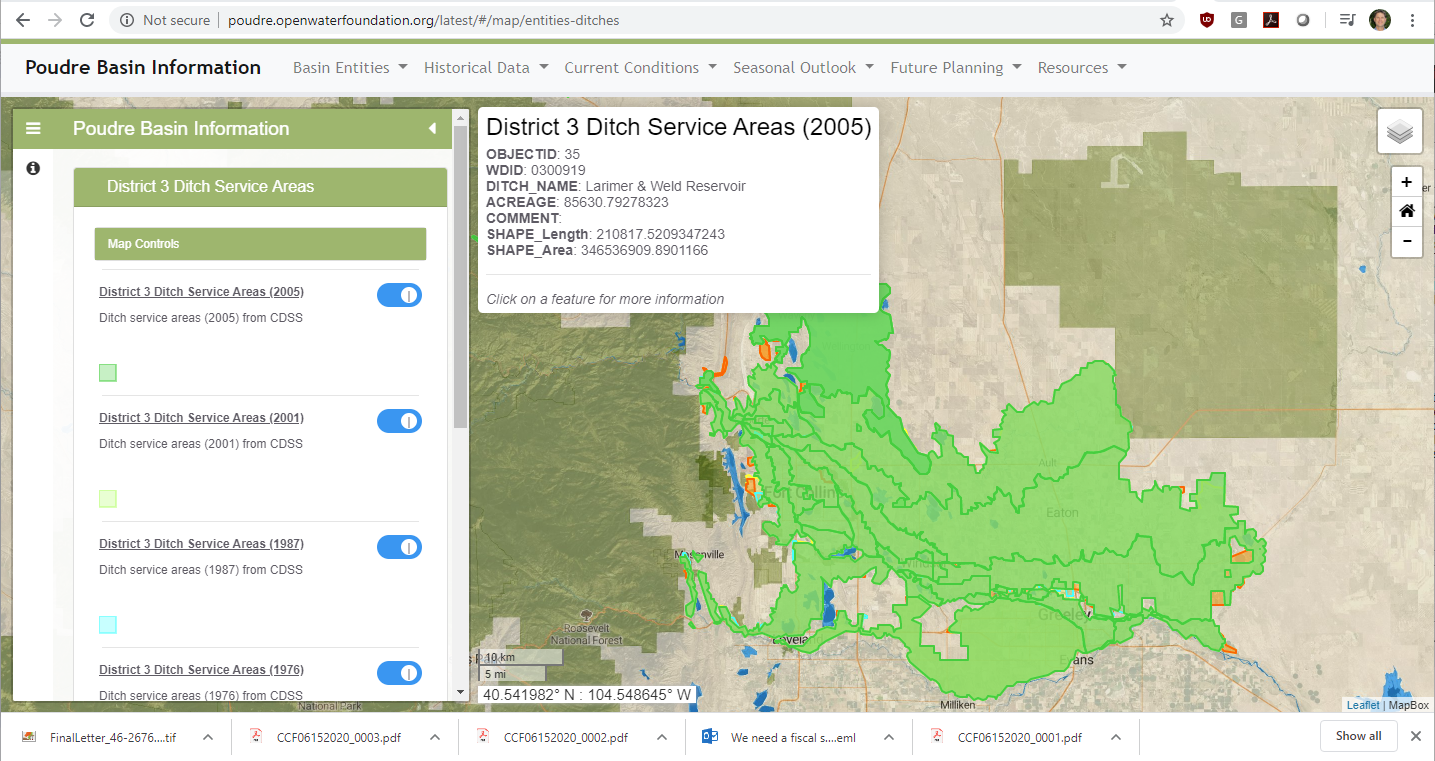 Not secure
poudre.openwaterfoundation.org/latest/#/map/entities-ditches
Poudre Basin Information
Basin Entities
Historical Data
Current Conditions
Seasonal Outlook
Future Planning
Resources
Poudre Basin Information
District 3 Ditch Service Areas
Map Controls
District 3 Ditch Service Areas (2005)
Ditch service areas (2005) from CDSS
District 3 Ditch Service Areas (2001)
Ditch service areas (2001) from CDSS
District 3 Ditch Service Areas (1987)
Ditch service areas (1987) from CDSS
District 3 Ditch Service Areas (1976)
Ditch service areas (1976) from CDSS
District 3 Ditch Service Areas (2005)
OBJECTID: 35
WDID: 0300919
DITCH_NAME: Larimer & Weld Reservoir
ACREAGE: 85630.79278323
COMMENT:
SHAPE_Length: 210817.5209347243
SHAPE_Area: 346536909.8901166
Click on a feature for more information
+
-
Ault
Fort Collins
Eaton
Masonville
Windsor
Greeley
Roosevelt
National Forest
Loveland
Evans
10 km
5 mi
40.541982° N : 104.548645° W
National Park
Milliken
Leaflet | MapBox
FinalLetter_46-2676....tif
CCF06152020_0003.pdf
CCF06152020_0002.pdf
We need a fiscal s....eml
CCF06152020_0001.pdf
Show all